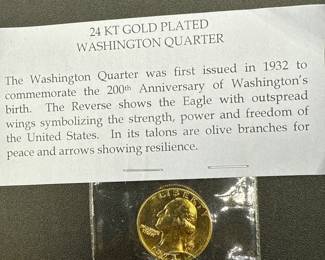 24 KT GOLD PLATED
WASHINGTON QUARTER
The Washington Quarter was first issued in 1932 to
commemorate the 200th Anniversary of Washington's
birth. The Reverse shows the Eagle with outspread
wings symbolizing the strength, power and freedom of
the United States. In its talons are olive branches for
peace and arrows showing resilience.
LIBERTY